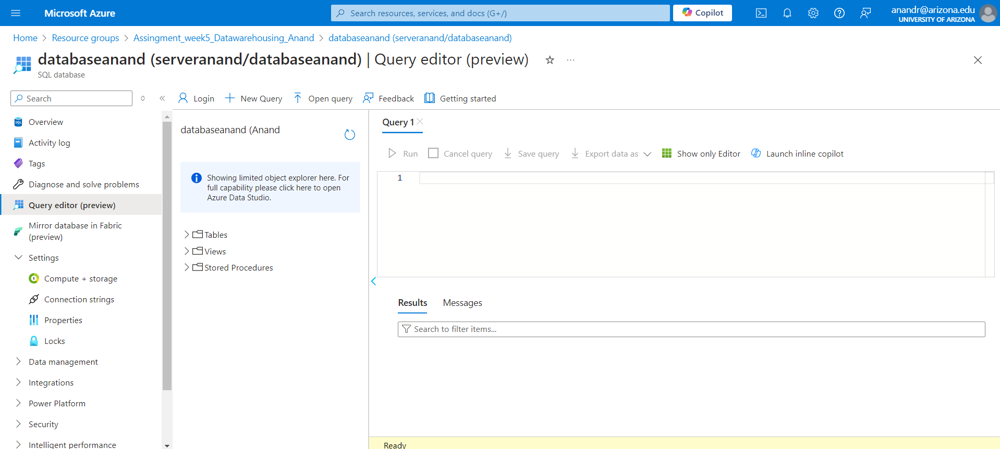 Microsoft Azure
Search resources, services, and docs (G+/)
Copilot
anandr@arizona.edu
UNIVERSITY OF ARIZONA
Home > Resource groups > Assingment_week5_Datawarehousing_Anand > databaseanand (serveranand/databaseanand)
databaseanand (serveranand/databaseanand) | Query editor (preview)
SQL database
Search
Login
New Query
Open query
Feedback
Getting started
Overview
Activity log
Tags
Diagnose and solve problems
Query editor (preview)
Mirror database in Fabric
(preview)
Settings
Compute + storage
Connection strings
Properties
Locks
Data management
Integrations
Power Platform
Security
Intelligent performance
databaseanand (Anand
Showing limited object explorer here. For
full capability please click here to open
Azure Data Studio.
Tables
Views
Stored Procedures
Query 1
Run
Cancel query
Save query
Export data as
Show only Editor
Launch inline copilot
1
Results
Messages
Search to filter items...
Ready